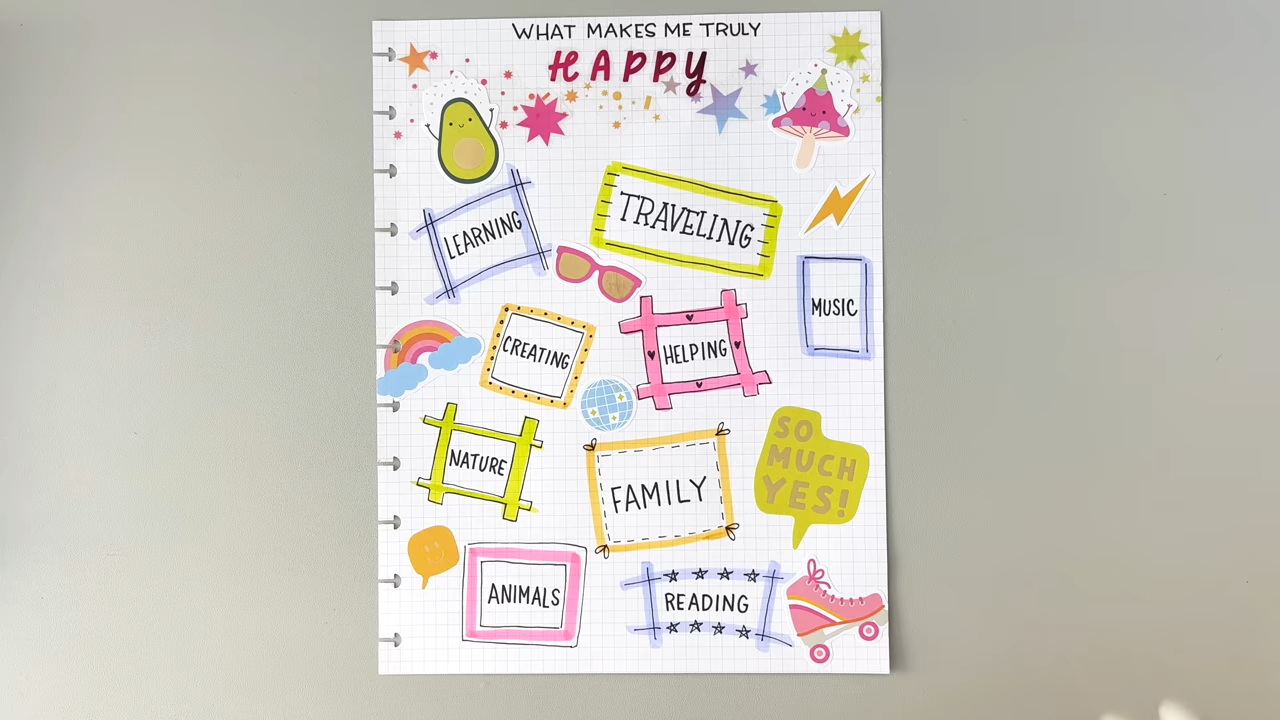 WHAT MAKES ME TRULY
HAPPY
LEARNING
TRAVELING
MUSIC
CREATING
HELPING
NATURE
FAMILY
SO
MUCH
YES!
ANIMALS
READING